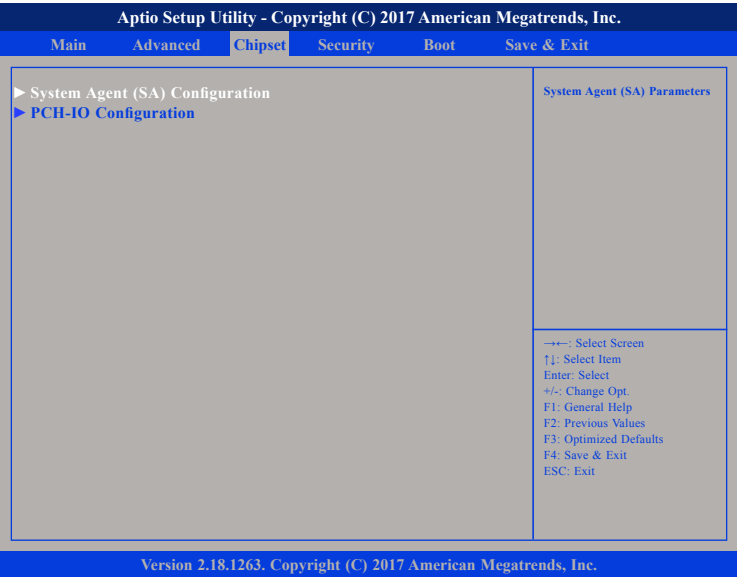 Aptio Setup Utility - Copyright (C) 2017 American Megatrends, Inc.
Main Advanced Chipset Security Boot Save & Exit
► System Agent (SA) Configuration
► PCH-IO Configuration
System Agent (SA) Parameters
→←: Select Screen
↑↓: Select Item
Enter: Select
+/-: Change Opt.
F1: General Help
F2: Previous Values
F3: Optimized Defaults
F4: Save & Exit
ESC: Exit
Version 2.18.1263. Copyright (C) 2017 American Megatrends, Inc.